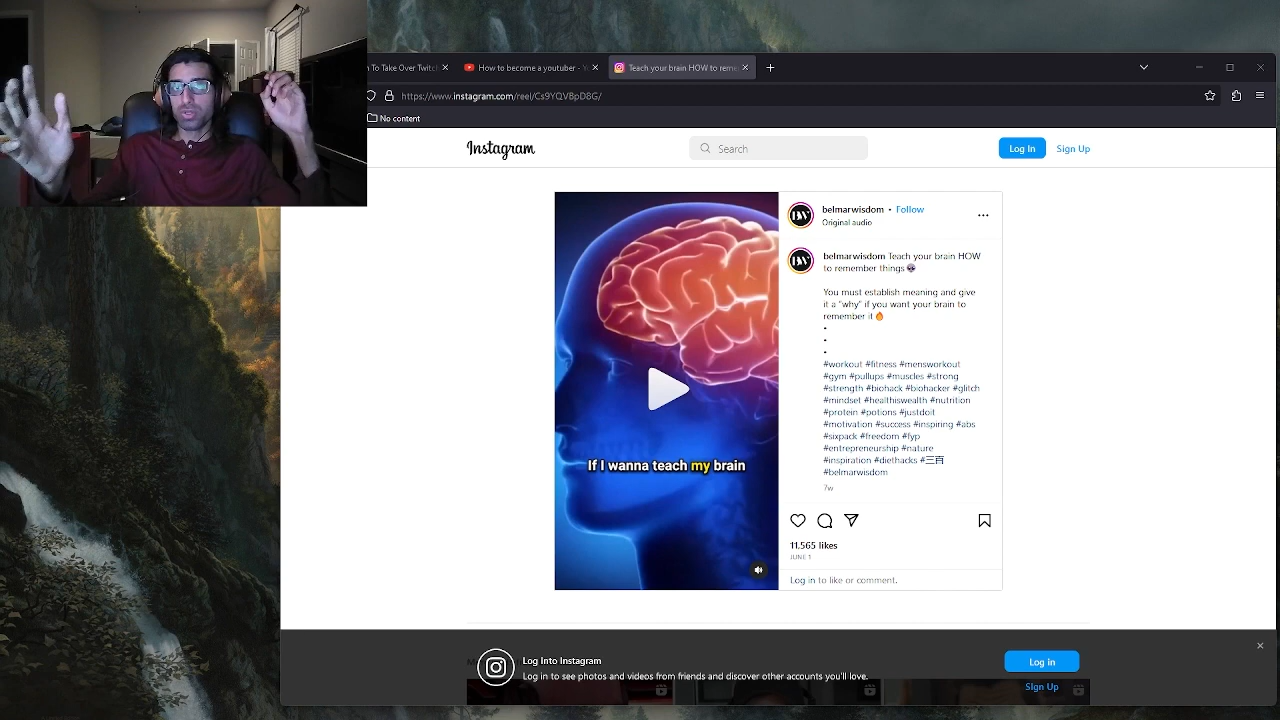 n To Take Over Twitch
How to become a youtuber - Y
Teach your brain HOW to reme
https://www.instagram.com/reel/Cs9YQVBpD8G/
No content
Instagram
Search
Log In
Sign Up
belmarwisdom • Follow
Original audio
belmarwisdom Teach your brain HOW
to remember things
You must establish meaning and give
it a "why" if you want your brain to
remember it🔥
•
•
•
#workout #fitness #mensworkout
#gym #pullups #muscles #strong
#strength #biohack #biohacker #glitch
#mindset #healthiswealth #nutrition
#protein #potions #justdoit
#motivation #success #inspiring #abs
#sixpack #freedom #fyp
#entrepreneurship #nature
#inspiration #diethacks #三百
#belmarwisdom
7w
If I wanna teach my brain
11,565 likes
JUNE 1
Log in to like or comment.
Log Into Instagram
Log in to see photos and videos from friends and discover other accounts you'll love.
Log in
Sign Up